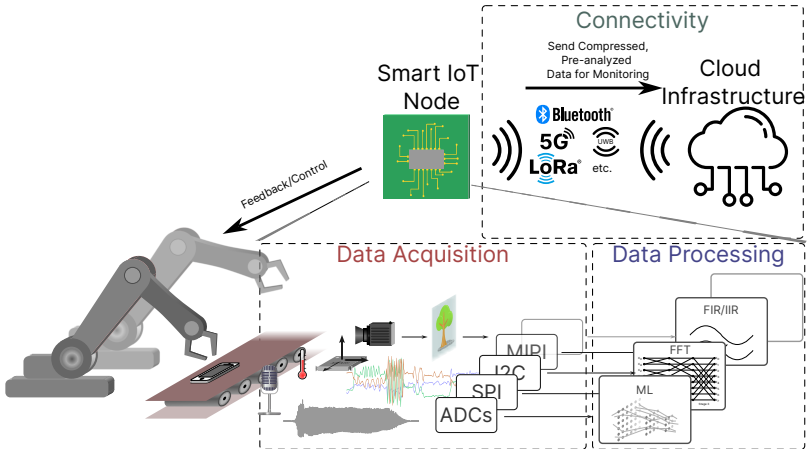 Connectivity
Send Compressed,
Pre-analyzed
Data for Monitoring
Smart IoT
Node
Cloud
Infrastructure
Bluetooth®
5G
UWB
LoRa®
etc.
Feedback/Control
Data Acquisition
Data Processing
FIR/IIR
MIPI
FFT
I2C
SPI
ML
ADCs